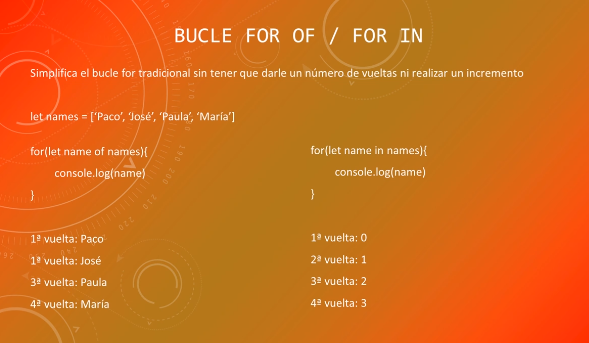 BUCLE FOR OF / FOR IN
Simplifica el bucle for tradicional sin tener que darle un número de vueltas ni realizar un incremento
let names = [‘Paco’, ‘José’, ‘Paula’, ‘María’]
for(let name of names){
console.log(name)
}
1ª vuelta: Paco
1ª vuelta: José
3ª vuelta: Paula
4ª vuelta: María
for(let name in names){
console.log(name)
}
1ª vuelta: 0
2ª vuelta: 1
3ª vuelta: 2
4ª vuelta: 3